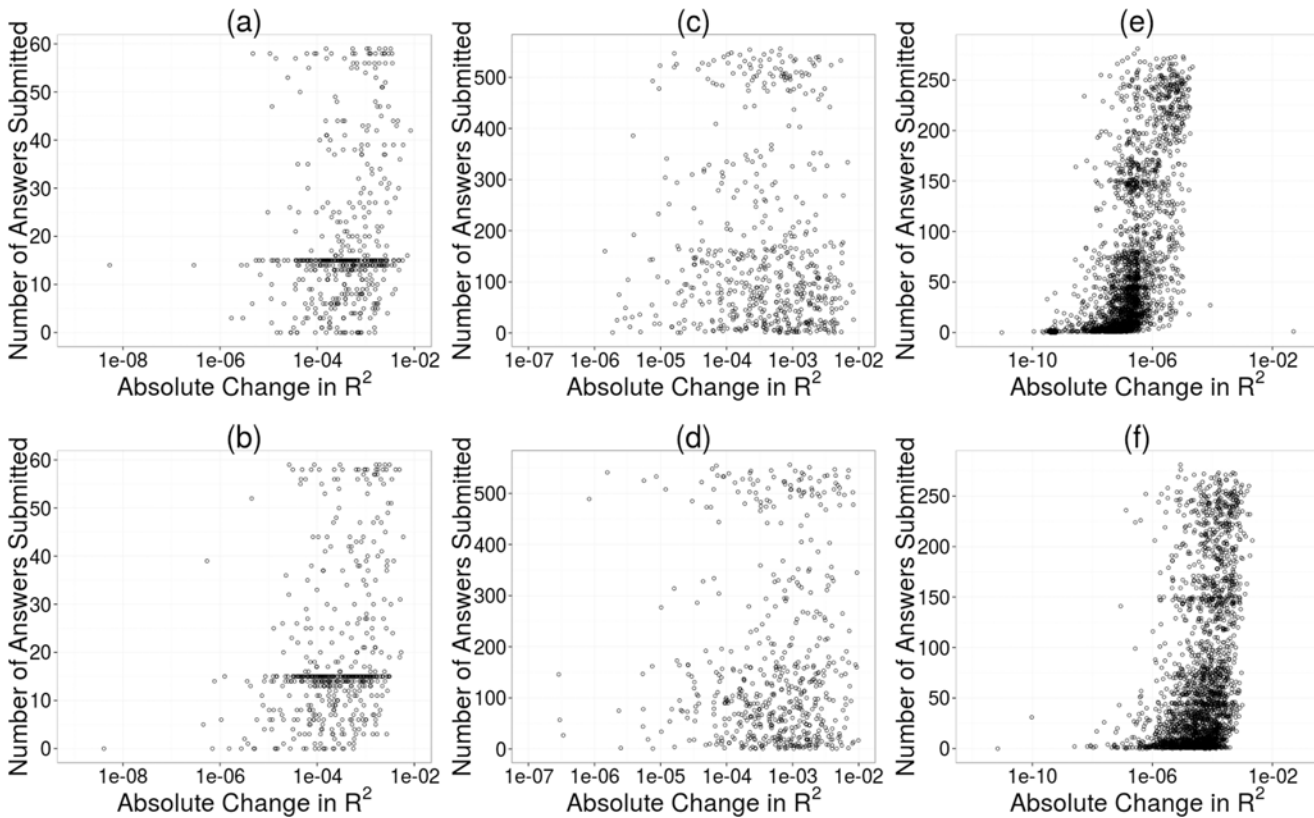 (a)
Number of Answers Submitted
60
50
40
30
20
10
0
1e-08 1e-06 1e-04 1e-02
Absolute Change in R²
(c)
Number of Answers Submitted
500
400
300
200
100
0
1e-07 1e-06 1e-05 1e-04 1e-03 1e-02
Absolute Change in R²
(e)
Number of Answers Submitted
250
200
150
100
50
0
1e-10 1e-06 1e-02
Absolute Change in R²
(b)
Number of Answers Submitted
60
50
40
30
20
10
0
1e-08 1e-06 1e-04 1e-02
Absolute Change in R²
(d)
Number of Answers Submitted
500
400
300
200
100
0
1e-07 1e-06 1e-05 1e-04 1e-03 1e-02
Absolute Change in R²
(f)
Number of Answers Submitted
250
200
150
100
50
0
1e-10 1e-06 1e-02
Absolute Change in R²